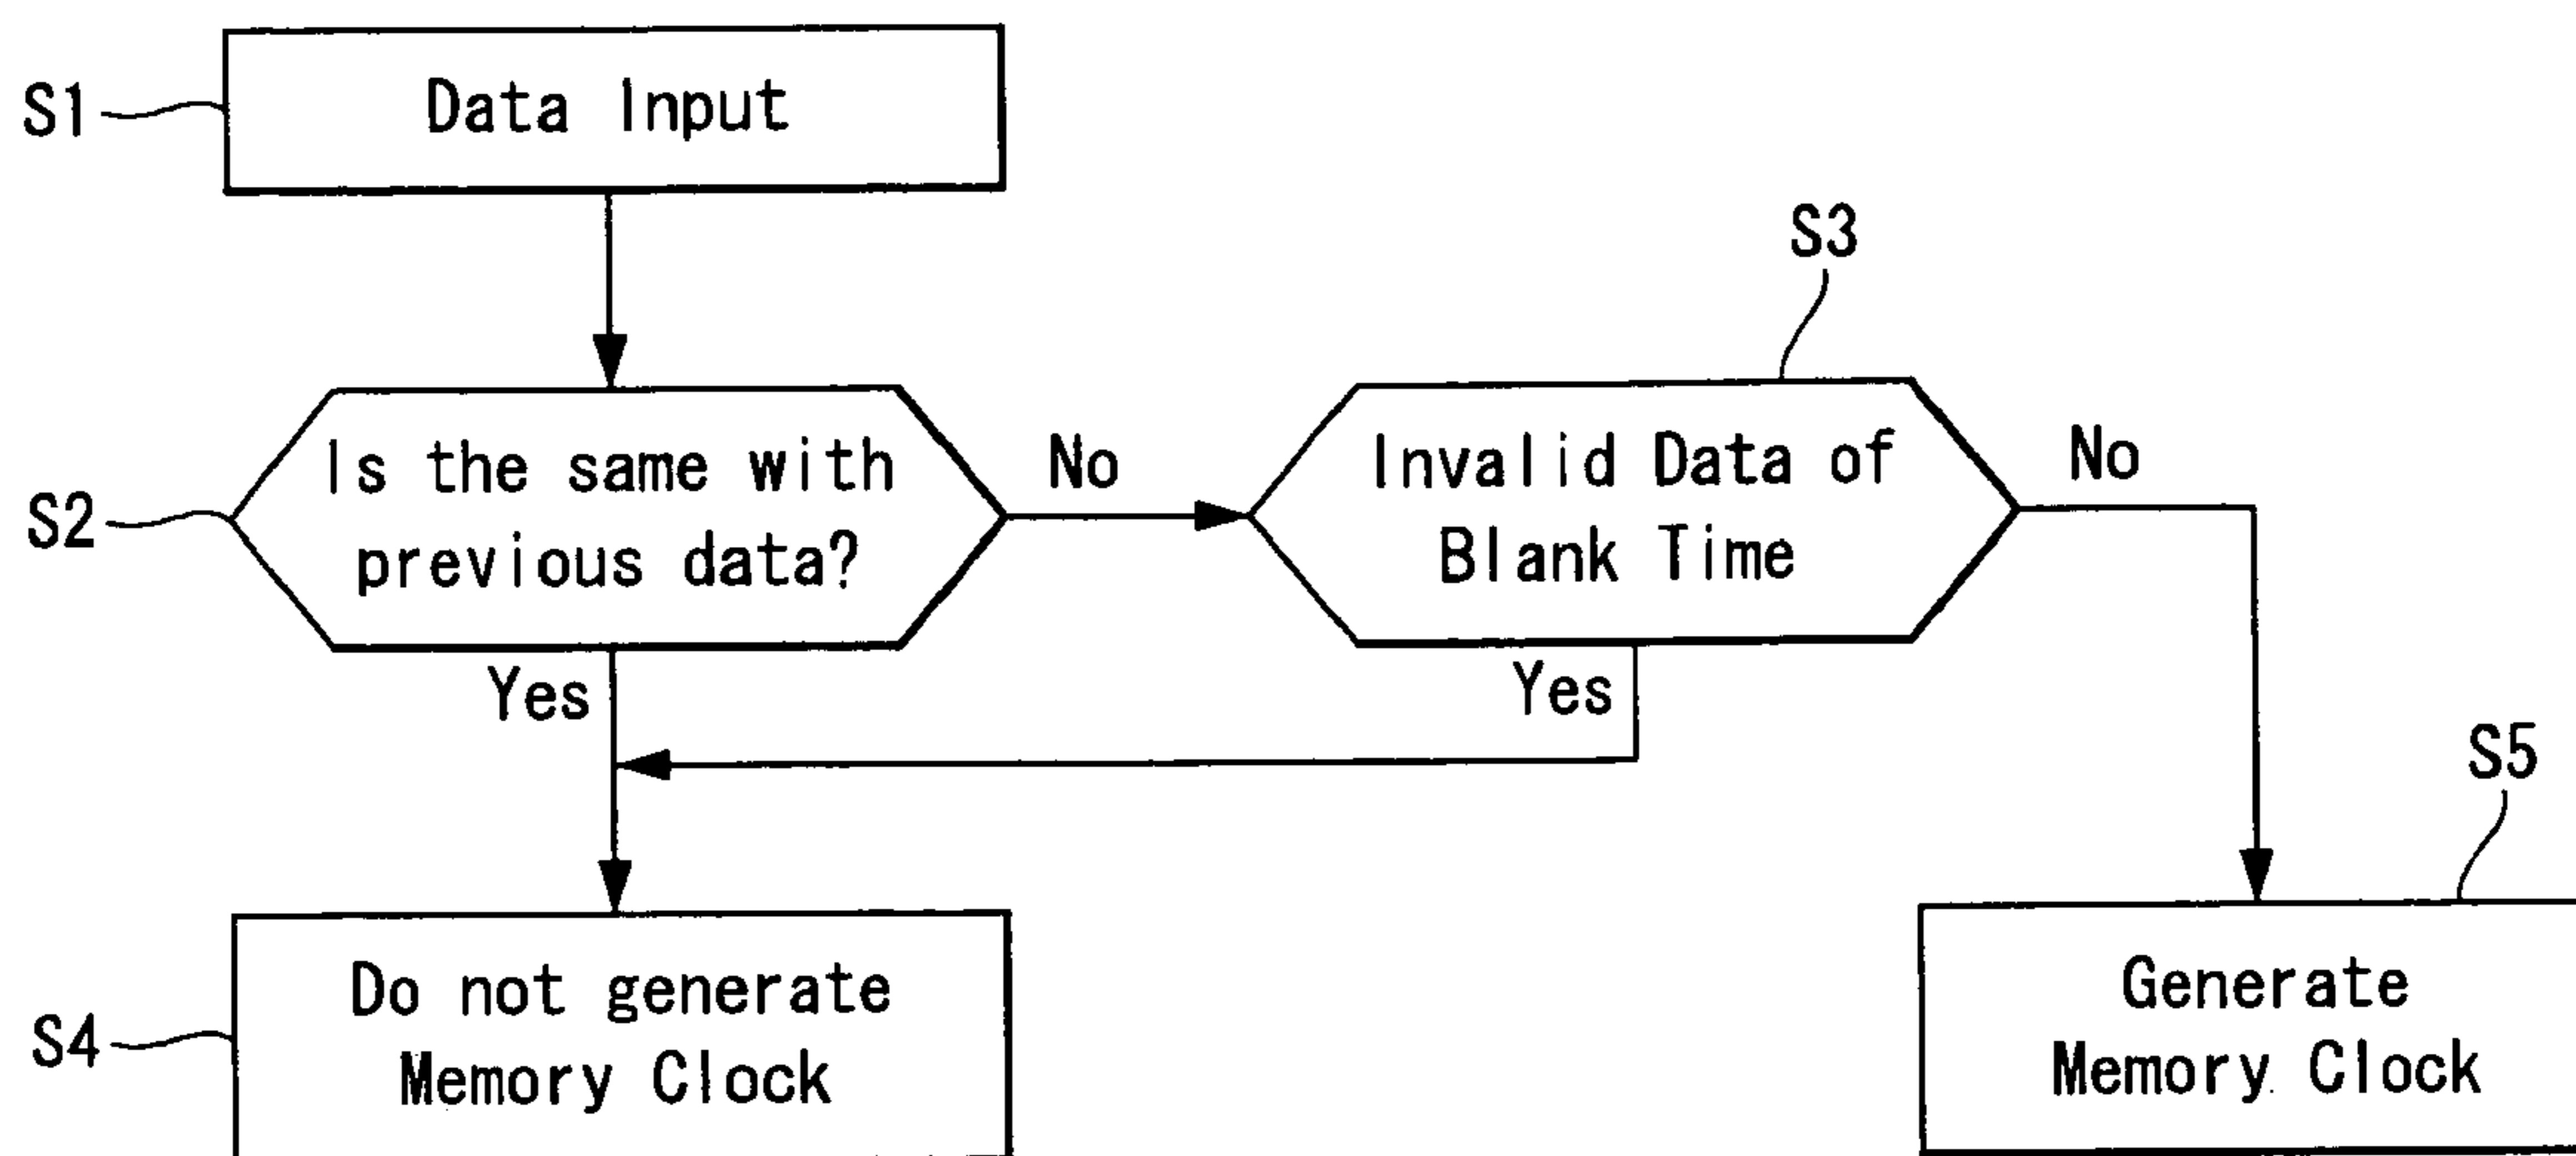 S1
Data Input
S3
S2
Is the same with
previous data?
No
Invalid Data of
Blank Time
No
Yes
Yes
S5
S4
Do not generate
Memory Clock
Generate
Memory Clock